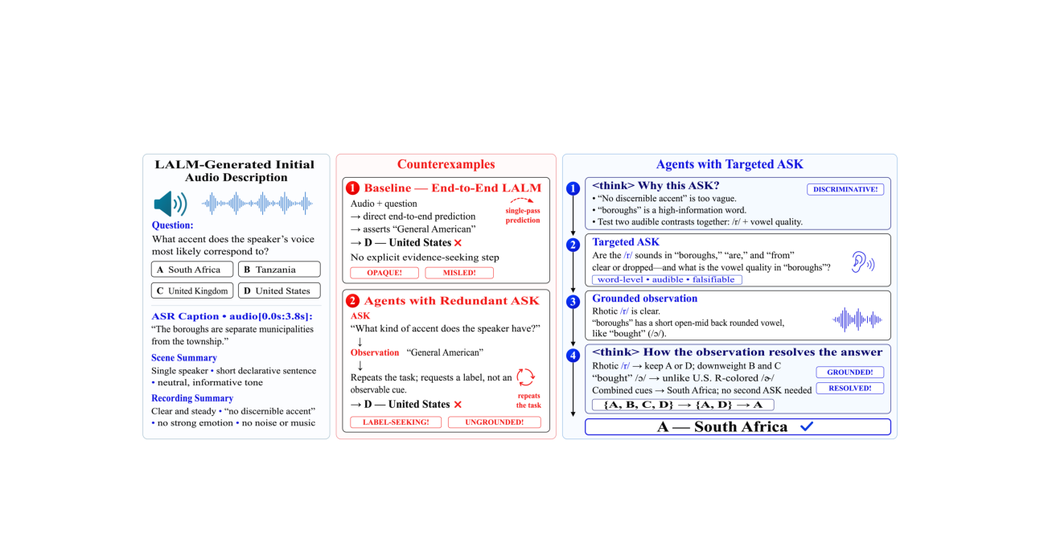 LALM-Generated Initial
Audio Description
Question:
What accent does the speaker's voice
most likely correspond to?
A South Africa
B Tanzania
C United Kingdom
D United States
ASR Caption • audio[0.0s:3.8s]:
“The boroughs are separate municipalities
from the township.”
Scene Summary
Single speaker • short declarative sentence
• neutral, informative tone
Recording Summary
Clear and steady • “no discernible accent”
• no strong emotion • no noise or music
Counterexamples
1 Baseline — End-to-End LALM
Audio + question
→ direct end-to-end prediction
→ asserts “General American”
→ D — United States ✕
single-pass
prediction
No explicit evidence-seeking step
OPAQUE!
MISLED!
2 Agents with Redundant ASK
ASK
“What kind of accent does the speaker have?”
↓
Observation “General American”
↓
Repeats the task; requests a label, not an
observable cue.
→ D — United States ✕
repeats
the task
LABEL-SEEKING!
UNGROUNDED!
Agents with Targeted ASK
1
<think> Why this ASK?
DISCRIMINATIVE!
• “No discernible accent” is too vague.
• “boroughs” is a high-information word.
• Test two audible contrasts together: /r/ + vowel quality.
2
Targeted ASK
Are the /r/ sounds in “boroughs,” “are,” and “from”
clear or dropped—and what is the vowel quality in “boroughs”?
word-level • audible • falsifiable
3
Grounded observation
Rhotic /r/ is clear.
“boroughs” has a short open-mid back rounded vowel,
like “bought” (/ɔ/).
4
<think> How the observation resolves the answer
Rhotic /r/ → keep A or D; downweight B and C
“bought” /ɔ/ → unlike U.S. R-colored /ɚ/
Combined cues → South Africa; no second ASK needed
GROUNDED!
RESOLVED!
{A, B, C, D} → {A, D} → A
A — South Africa ✓